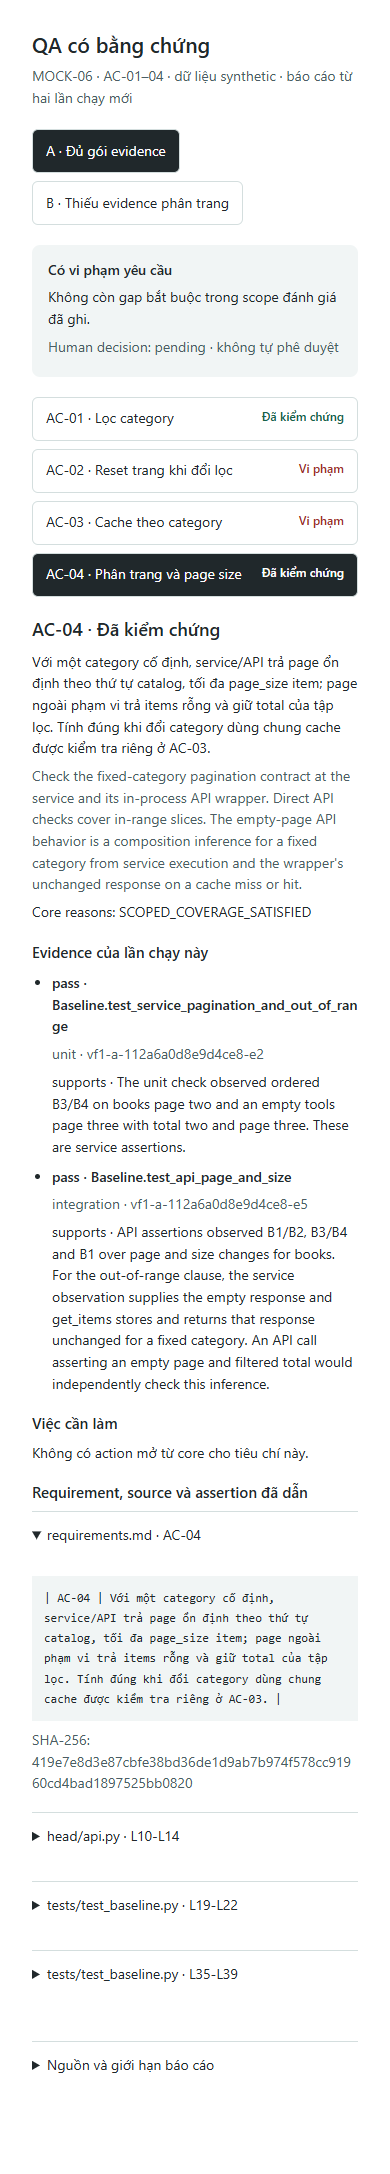 QA có bằng chứng
MOCK-06 · AC-01–04 · dữ liệu synthetic · báo cáo từ
hai lần chạy mới
A · Đủ gói evidence
B · Thiếu evidence phân trang
Có vi phạm yêu cầu
Không còn gap bắt buộc trong scope đánh giá
đã ghi.
Human decision: pending · không tự phê duyệt
AC-01 · Lọc category Đã kiểm chứng
AC-02 · Reset trang khi đổi lọc Vi phạm
AC-03 · Cache theo category Vi phạm
AC-04 · Phân trang và page size Đã kiểm chứng
AC-04 · Đã kiểm chứng
Với một category cố định, service/API trả page ổn
định theo thứ tự catalog, tối đa page_size item; page
ngoài phạm vi trả items rỗng và giữ total của tập
lọc. Tính đúng khi đổi category dùng chung cache
được kiểm tra riêng ở AC-03.
Check the fixed-category pagination contract at the
service and its in-process API wrapper. Direct API
checks cover in-range slices. The empty-page API
behavior is a composition inference for a fixed
category from service execution and the wrapper's
unchanged response on a cache miss or hit.
Core reasons: SCOPED_COVERAGE_SATISFIED
Evidence của lần chạy này
• pass ·
Baseline.test_service_pagination_and_out_of_ran
ge
unit · vf1-a-112a6a0d8e9d4ce8-e2
supports · The unit check observed ordered
B3/B4 on books page two and an empty tools
page three with total two and page three. These
are service assertions.
• pass · Baseline.test_api_page_and_size
integration · vf1-a-112a6a0d8e9d4ce8-e5
supports · API assertions observed B1/B2, B3/B4
and B1 over page and size changes for books.
For the out-of-range clause, the service
observation supplies the empty response and
get_items stores and returns that response
unchanged for a fixed category. An API call
asserting an empty page and filtered total would
independently check this inference.
Việc cần làm
Không có action mở từ core cho tiêu chí này.
Requirement, source và assertion đã dẫn
▼ requirements.md · AC-04
| AC-04 | Với một category cố định,
service/API trả page ổn định theo thứ tự
catalog, tối đa page_size item; page ngoài
phạm vi trả items rỗng và giữ total của tập
lọc. Tính đúng khi đổi category dùng chung
cache được kiểm tra riêng ở AC-03. |
SHA-256:
419e7e8d3e87cbfe38bd36de1d9ab7b974f578cc919
60cd4bad1897525bb0820
▶ head/api.py · L10-L14
▶ tests/test_baseline.py · L19-L22
▶ tests/test_baseline.py · L35-L39
▶ Nguồn và giới hạn báo cáo